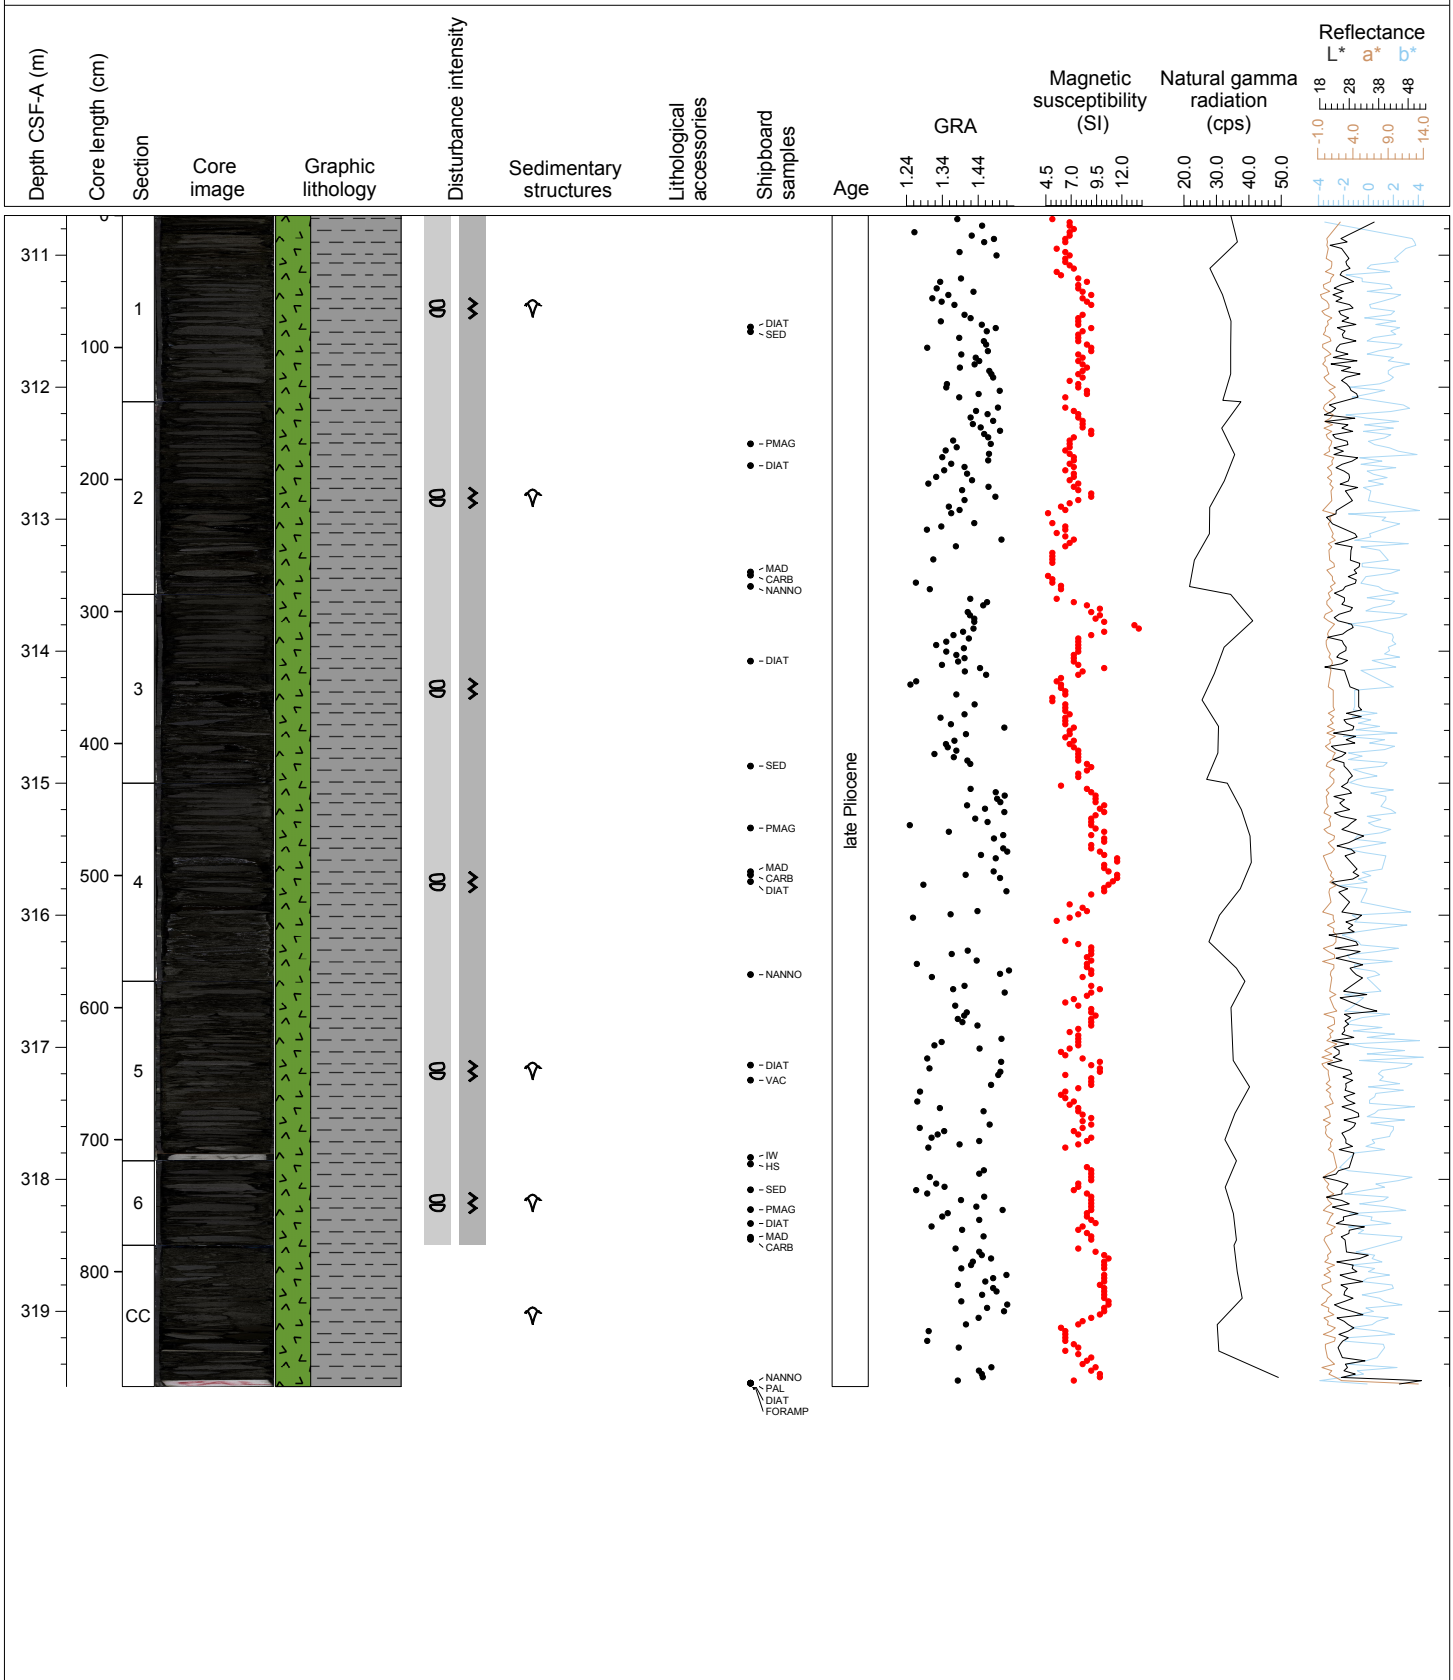 Depth CSF-A (m)
Core length (cm)
Section
Core
image
Graphic
lithology
Disturbance intensity
Sedimentary
structures
Lithological
accessories
Shipboard
samples
Age
GRA
1.24 1.34 1.44
Magnetic
susceptibility
(SI)
4.5 7.0 9.5 12.0
Natural gamma
radiation
(cps)
20.0 30.0 40.0 50.0
Reflectance
L* a* b*
18 28 38 48
-1.0 4.0 9.0 14.0
-4 -2 0 2 4
0
311
1
DIAT
SED
100
312
PMAG
DIAT
200
2
313
MAD
CARB
NANNO
300
314
DIAT
3
400
SED
315
late Pliocene
PMAG
MAD
500
4
CARB
DIAT
316
NANNO
600
317
DIAT
5
VAC
700
IW
HS
318
SED
6
PMAG
DIAT
MAD
CARB
800
319
CC
NANNO
PAL
DIAT
FORAMP